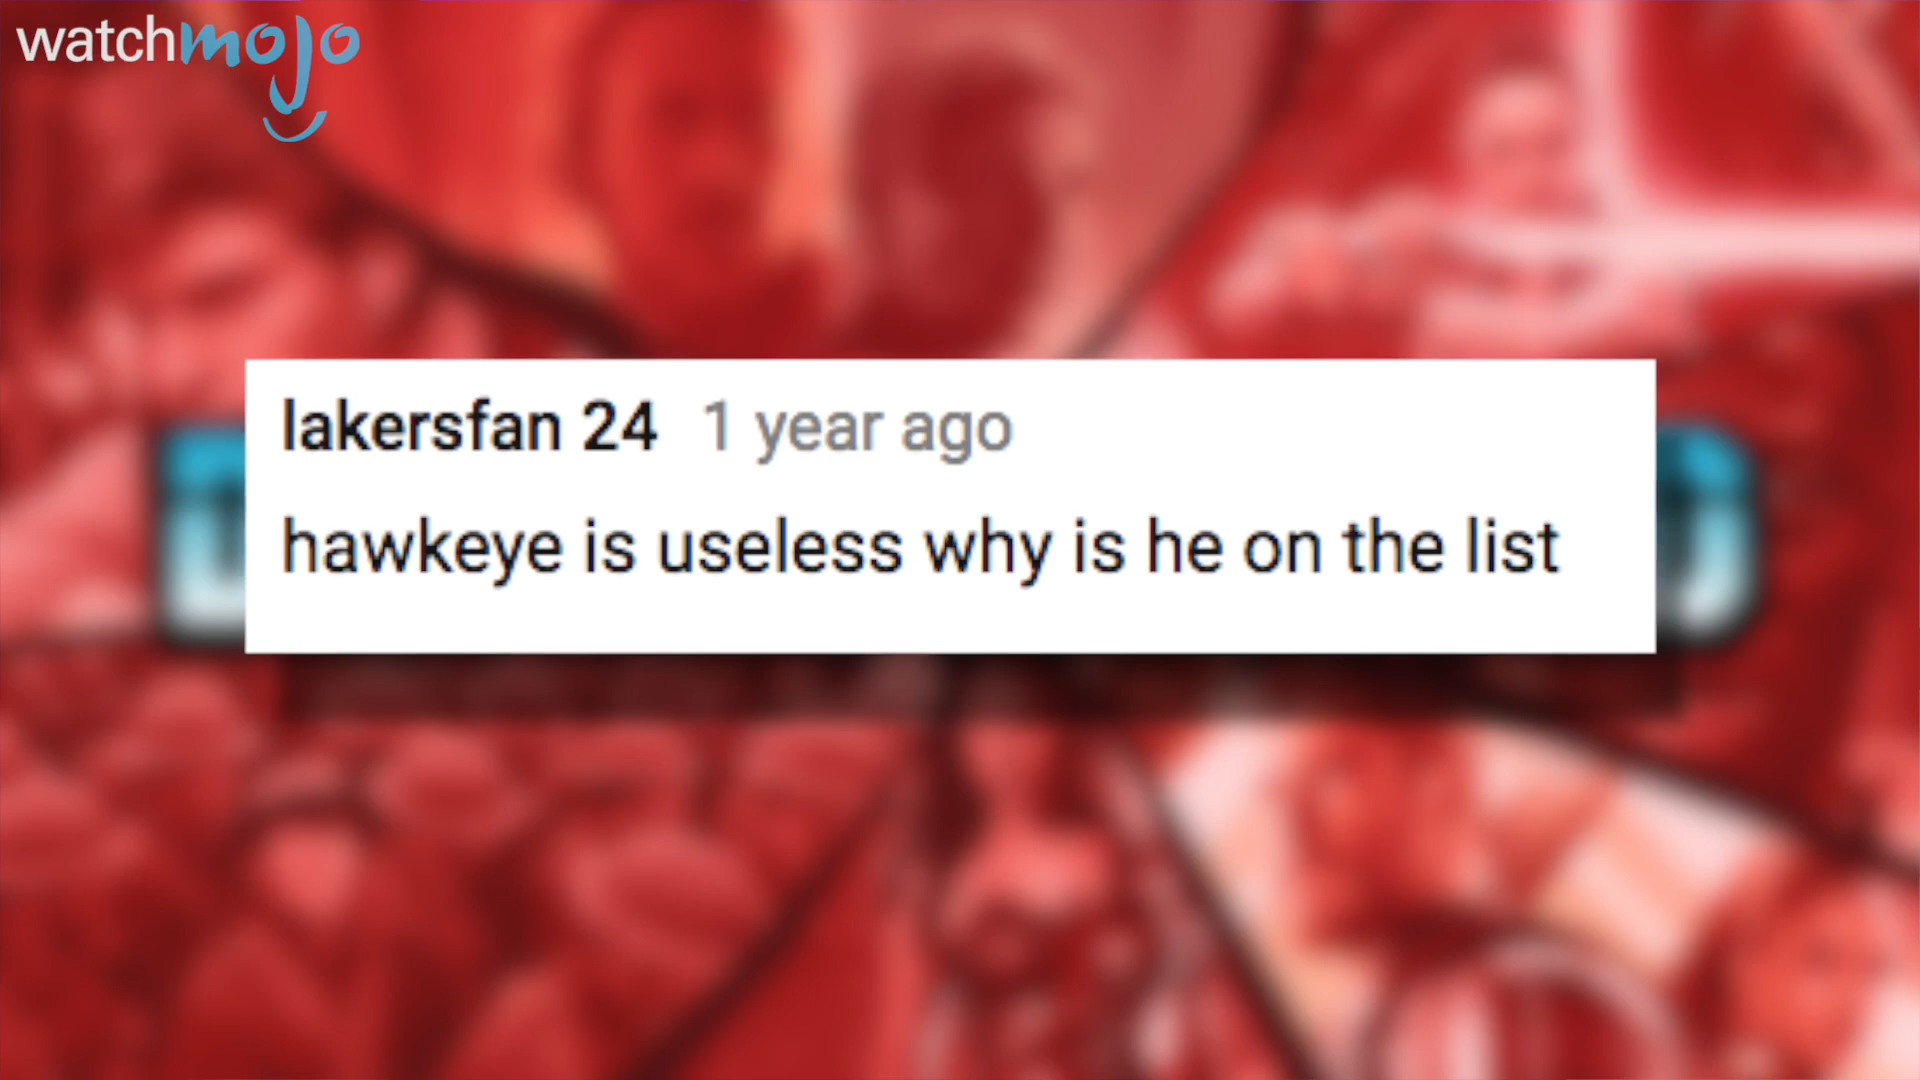 watchmojo
lakersfan 24 1 year ago
hawkeye is useless why is he on the list